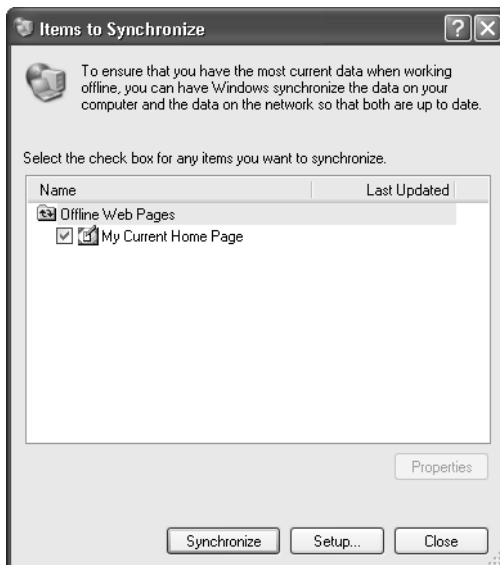 Items to Synchronize
To ensure that you have the most current data when working
offline, you can have Windows synchronize the data on your
computer and the data on the network so that both are up to date.
Select the check box for any items you want to synchronize.
Name Last Updated
Offline Web Pages
My Current Home Page
Properties
Synchronize Setup... Close